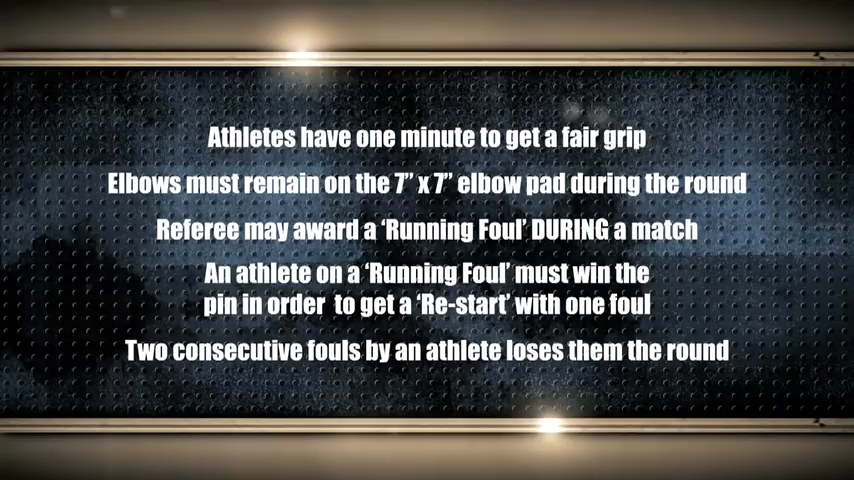 Athletes have one minute to get a fair grip
Elbows must remain on the 7” x 7” elbow pad during the round
Referee may award a ‘Running Foul’ DURING a match
An athlete on a ‘Running Foul’ must win the
pin in order to get a ‘Re-start’ with one foul
Two consecutive fouls by an athlete loses them the round